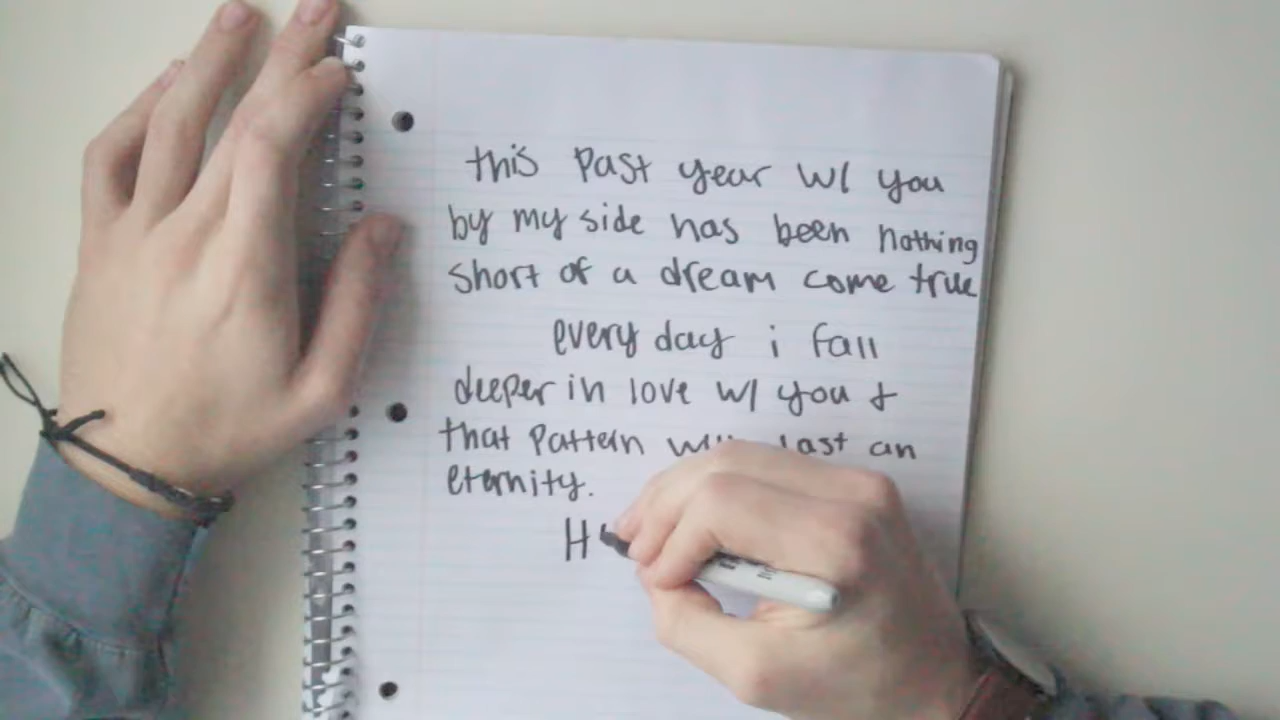 this past year w/ you
by my side has been nothing
short of a dream come true
every day i fall
deeper in love w/ you &
that pattern will last an
eternity.
H